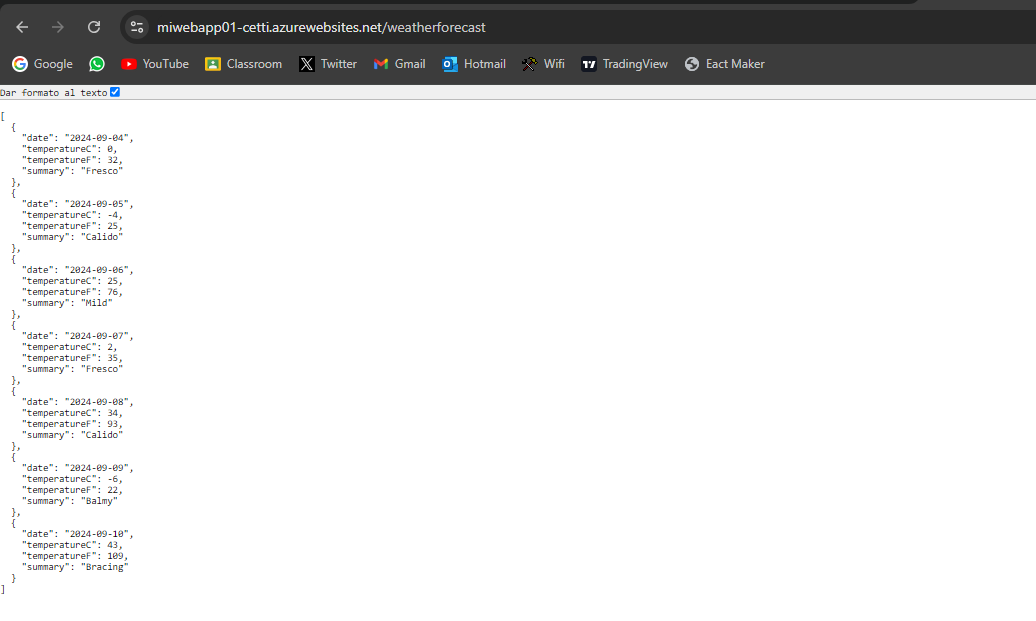 miwebapp01-cetti.azurewebsites.net/weatherforecast
Google YouTube Classroom Twitter Gmail Hotmail Wifi TradingView Eact Maker
Dar formato al texto
[
  {
    "date": "2024-09-04",
    "temperatureC": 0,
    "temperatureF": 32,
    "summary": "Fresco"
  },
  {
    "date": "2024-09-05",
    "temperatureC": -4,
    "temperatureF": 25,
    "summary": "Calido"
  },
  {
    "date": "2024-09-06",
    "temperatureC": 25,
    "temperatureF": 76,
    "summary": "Mild"
  },
  {
    "date": "2024-09-07",
    "temperatureC": 2,
    "temperatureF": 35,
    "summary": "Fresco"
  },
  {
    "date": "2024-09-08",
    "temperatureC": 34,
    "temperatureF": 93,
    "summary": "Calido"
  },
  {
    "date": "2024-09-09",
    "temperatureC": -6,
    "temperatureF": 22,
    "summary": "Balmy"
  },
  {
    "date": "2024-09-10",
    "temperatureC": 43,
    "temperatureF": 109,
    "summary": "Bracing"
  }
]